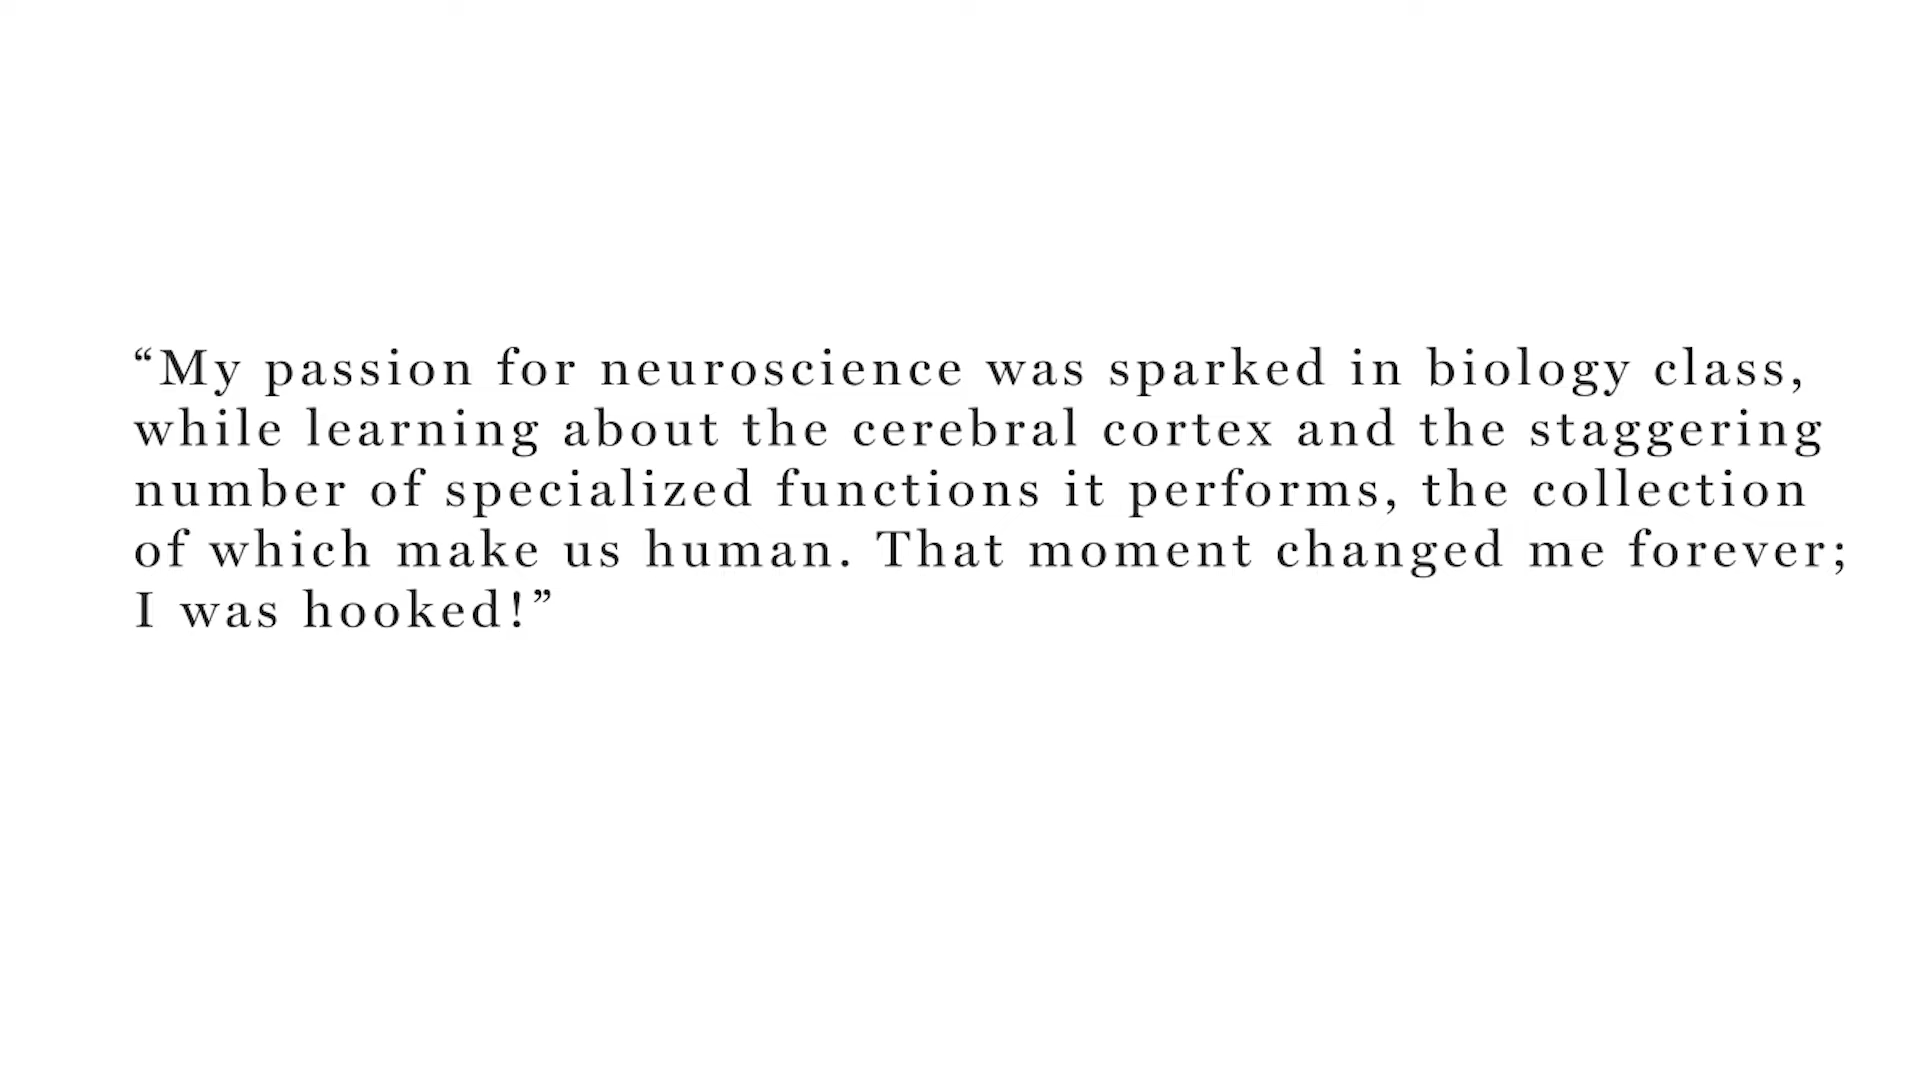 “My passion for neuroscience was sparked in biology class,
while learning about the cerebral cortex and the staggering
number of specialized functions it performs, the collection
of which make us human. That moment changed me forever;
I was hooked!”